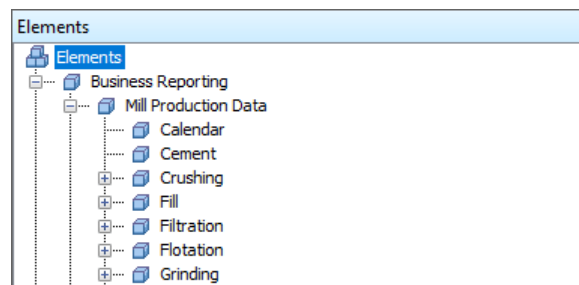 Elements
Elements
Business Reporting
Mill Production Data
Calendar
Cement
Crushing
Fill
Filtration
Flotation
Grinding